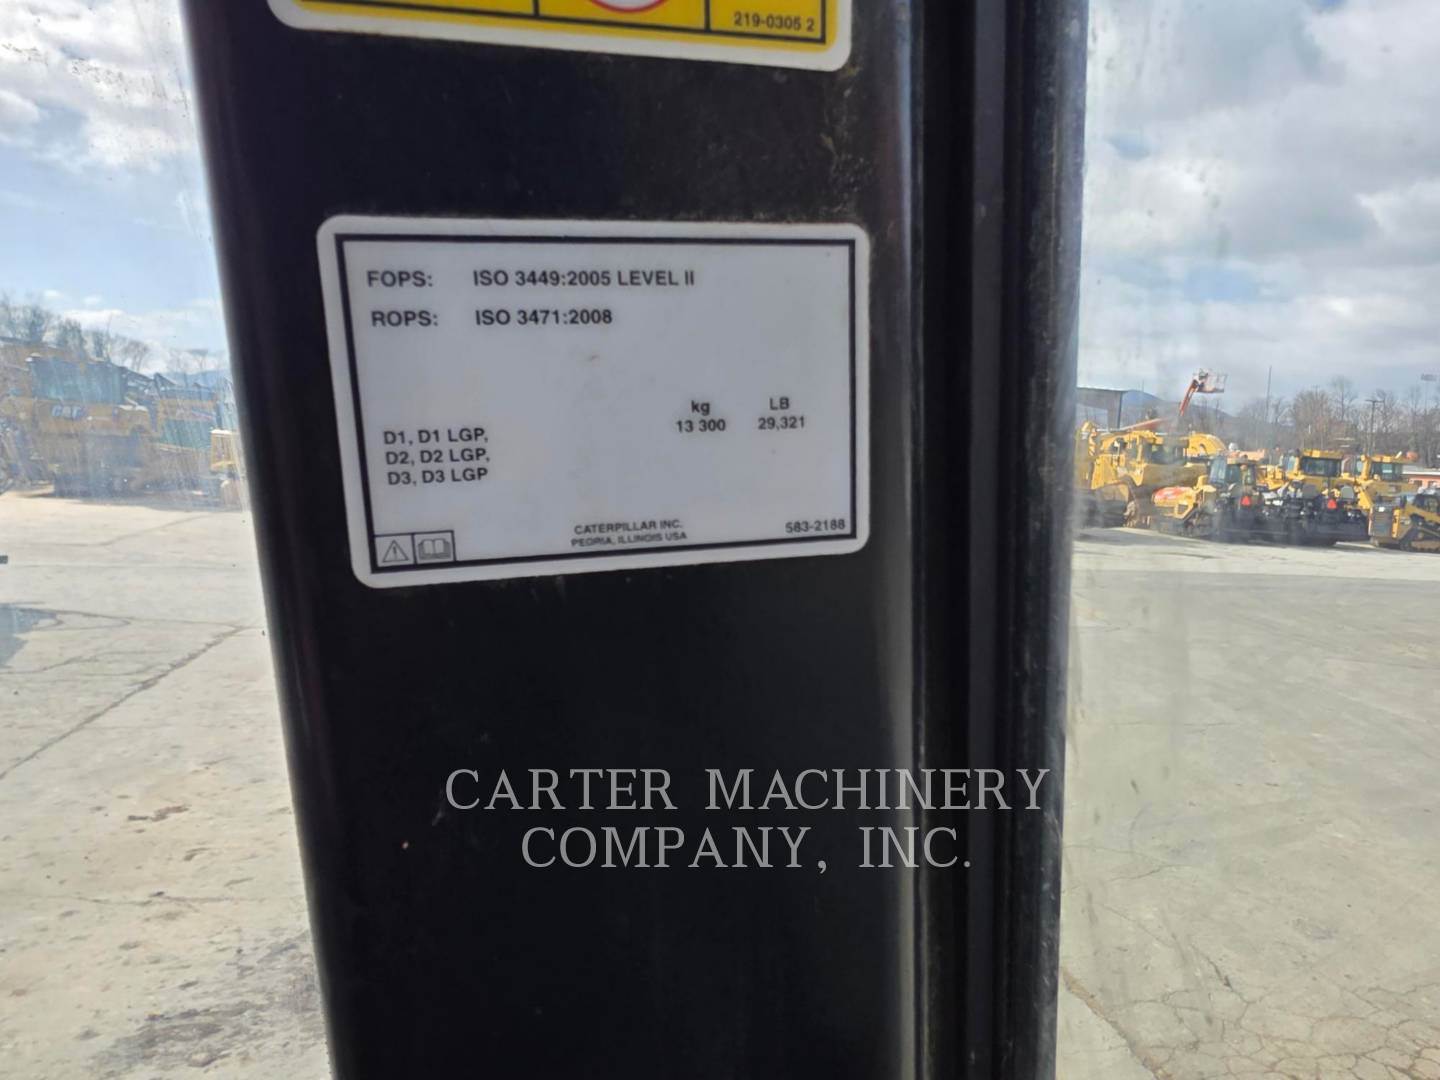 219-0305 2
FOPS: ISO 3449:2005 LEVEL II
ROPS: ISO 3471:2008
kg LB
13 300 29,321
D1, D1 LGP,
D2, D2 LGP,
D3, D3 LGP
CATERPILLAR INC.
PEORIA, ILLINOIS USA
583-2188
CAT
CARTER MACHINERY
COMPANY, INC.